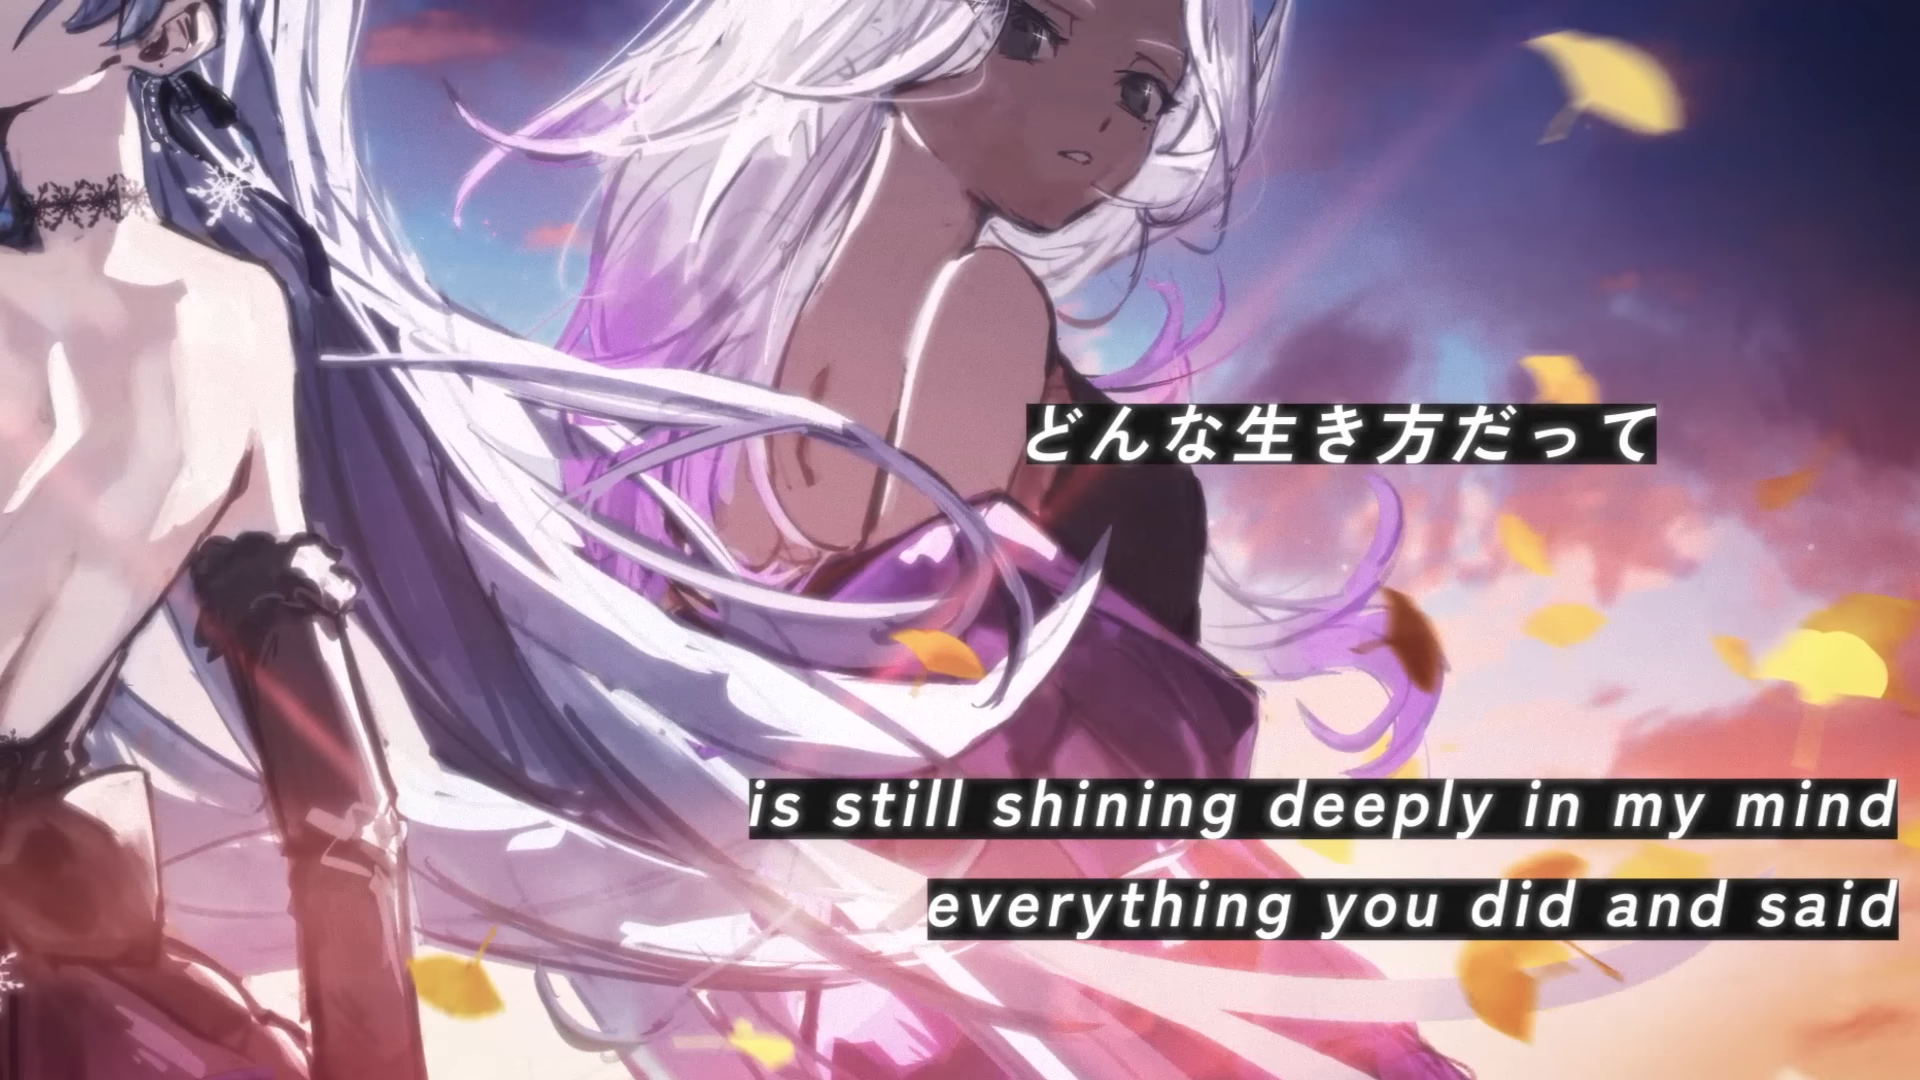 どんな生き方だって
is still shining deeply in my mind
everything you did and said